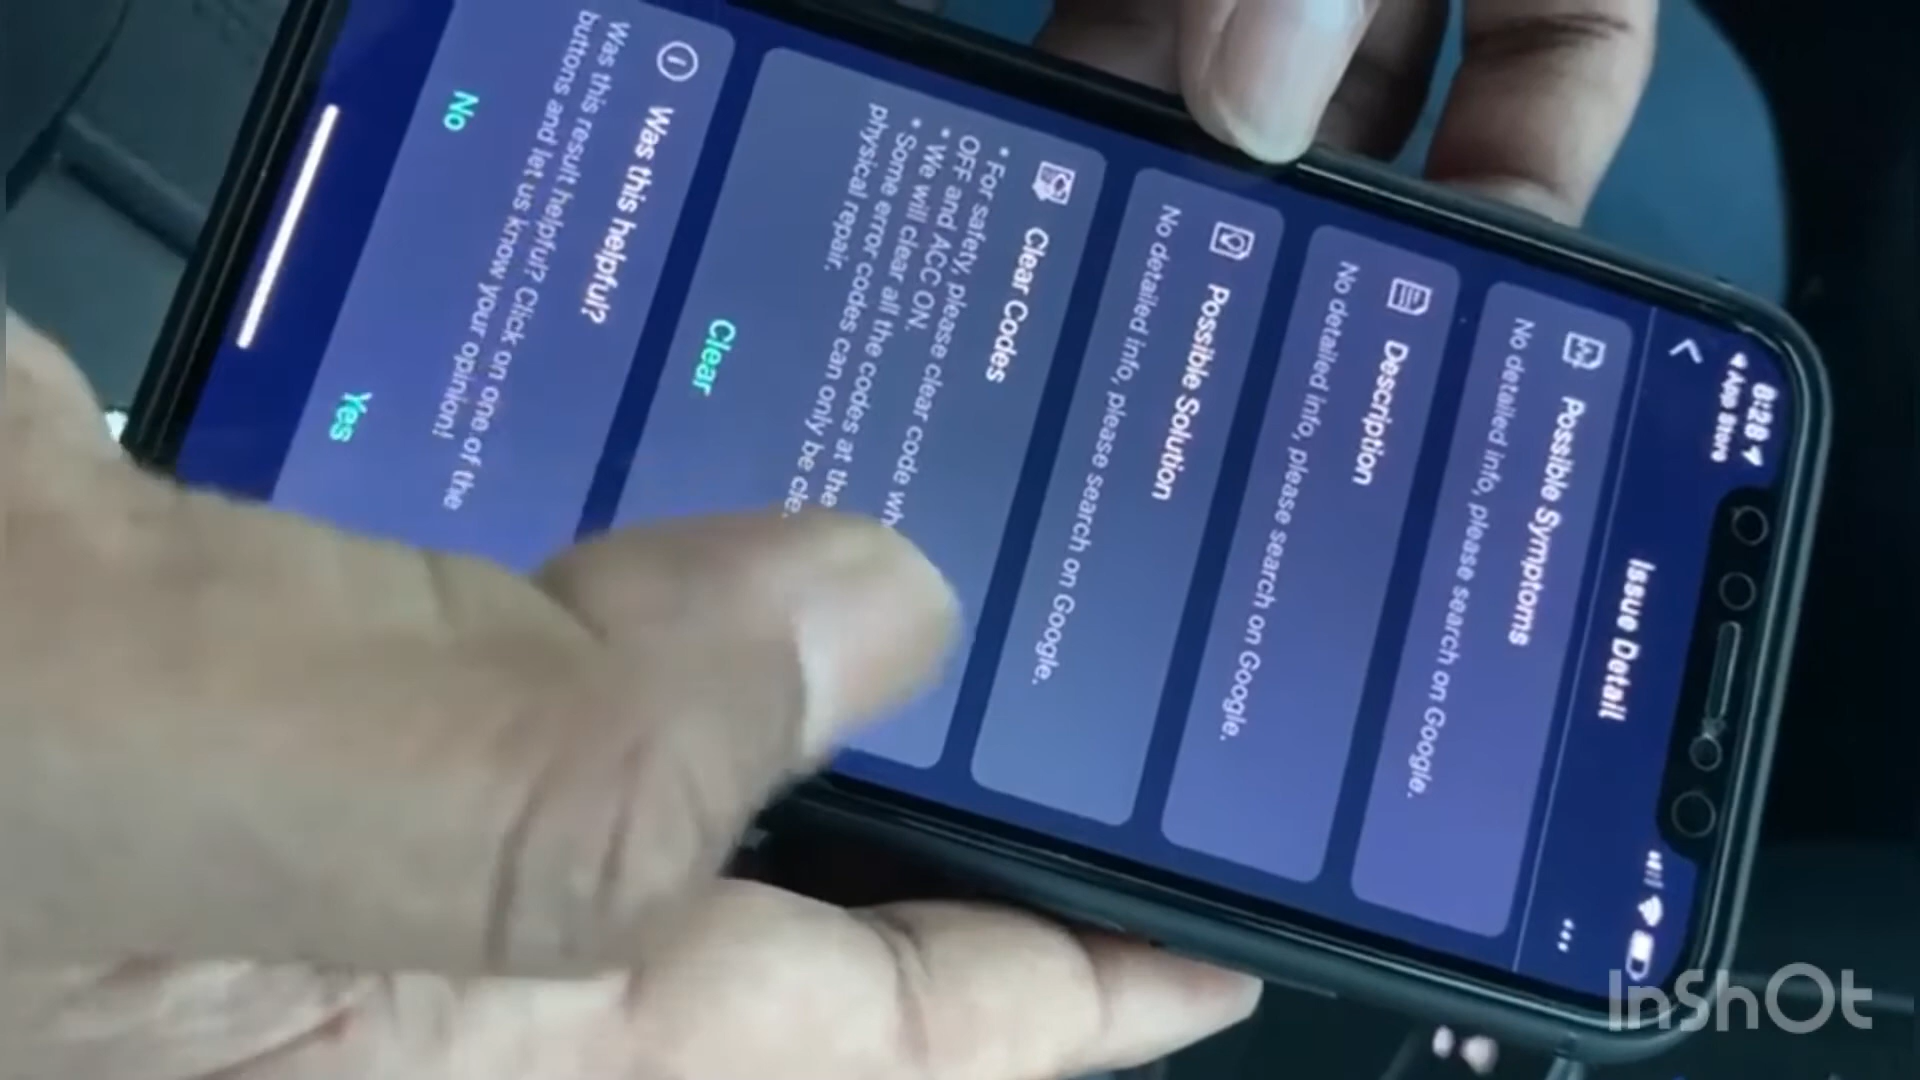 8:28
App Store
Issue Detail
Possible Symptoms
No detailed info, please search on Google.
Description
No detailed info, please search on Google.
Possible Solution
No detailed info, please search on Google.
Clear Codes
• For safety, please clear code wh
OFF and ACC ON.
• We will clear all the codes at the
• Some error codes can only be cle
physical repair.
Clear
Was this helpful?
Was this result helpful? Click on one of the
buttons and let us know your opinion!
No
Yes
InShOt